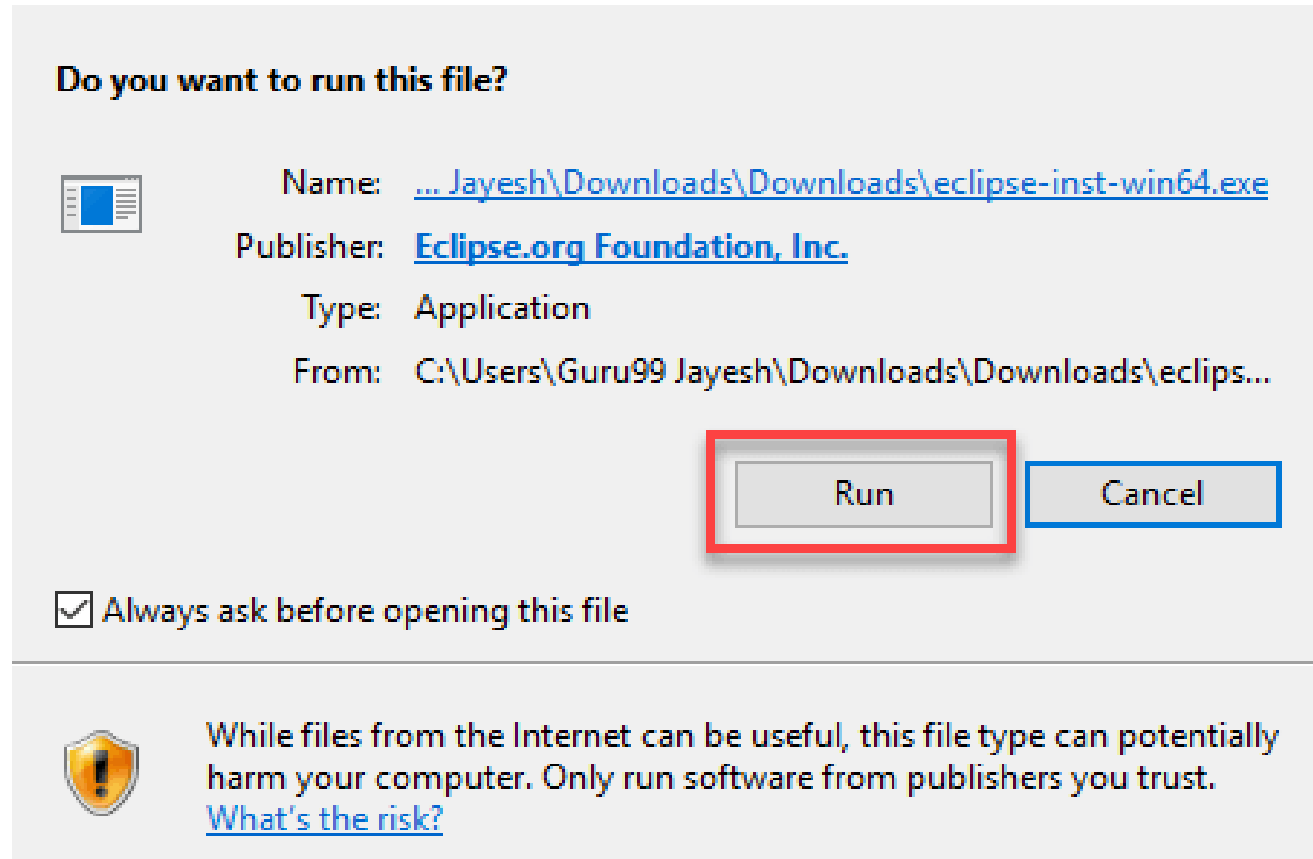 Do you want to run this file?
Name: ... Jayesh\Downloads\Downloads\eclipse-inst-win64.exe
Publisher: Eclipse.org Foundation, Inc.
Type: Application
From: C:\Users\Guru99 Jayesh\Downloads\Downloads\eclips...
Run Cancel
Always ask before opening this file
While files from the Internet can be useful, this file type can potentially
harm your computer. Only run software from publishers you trust.
What's the risk?